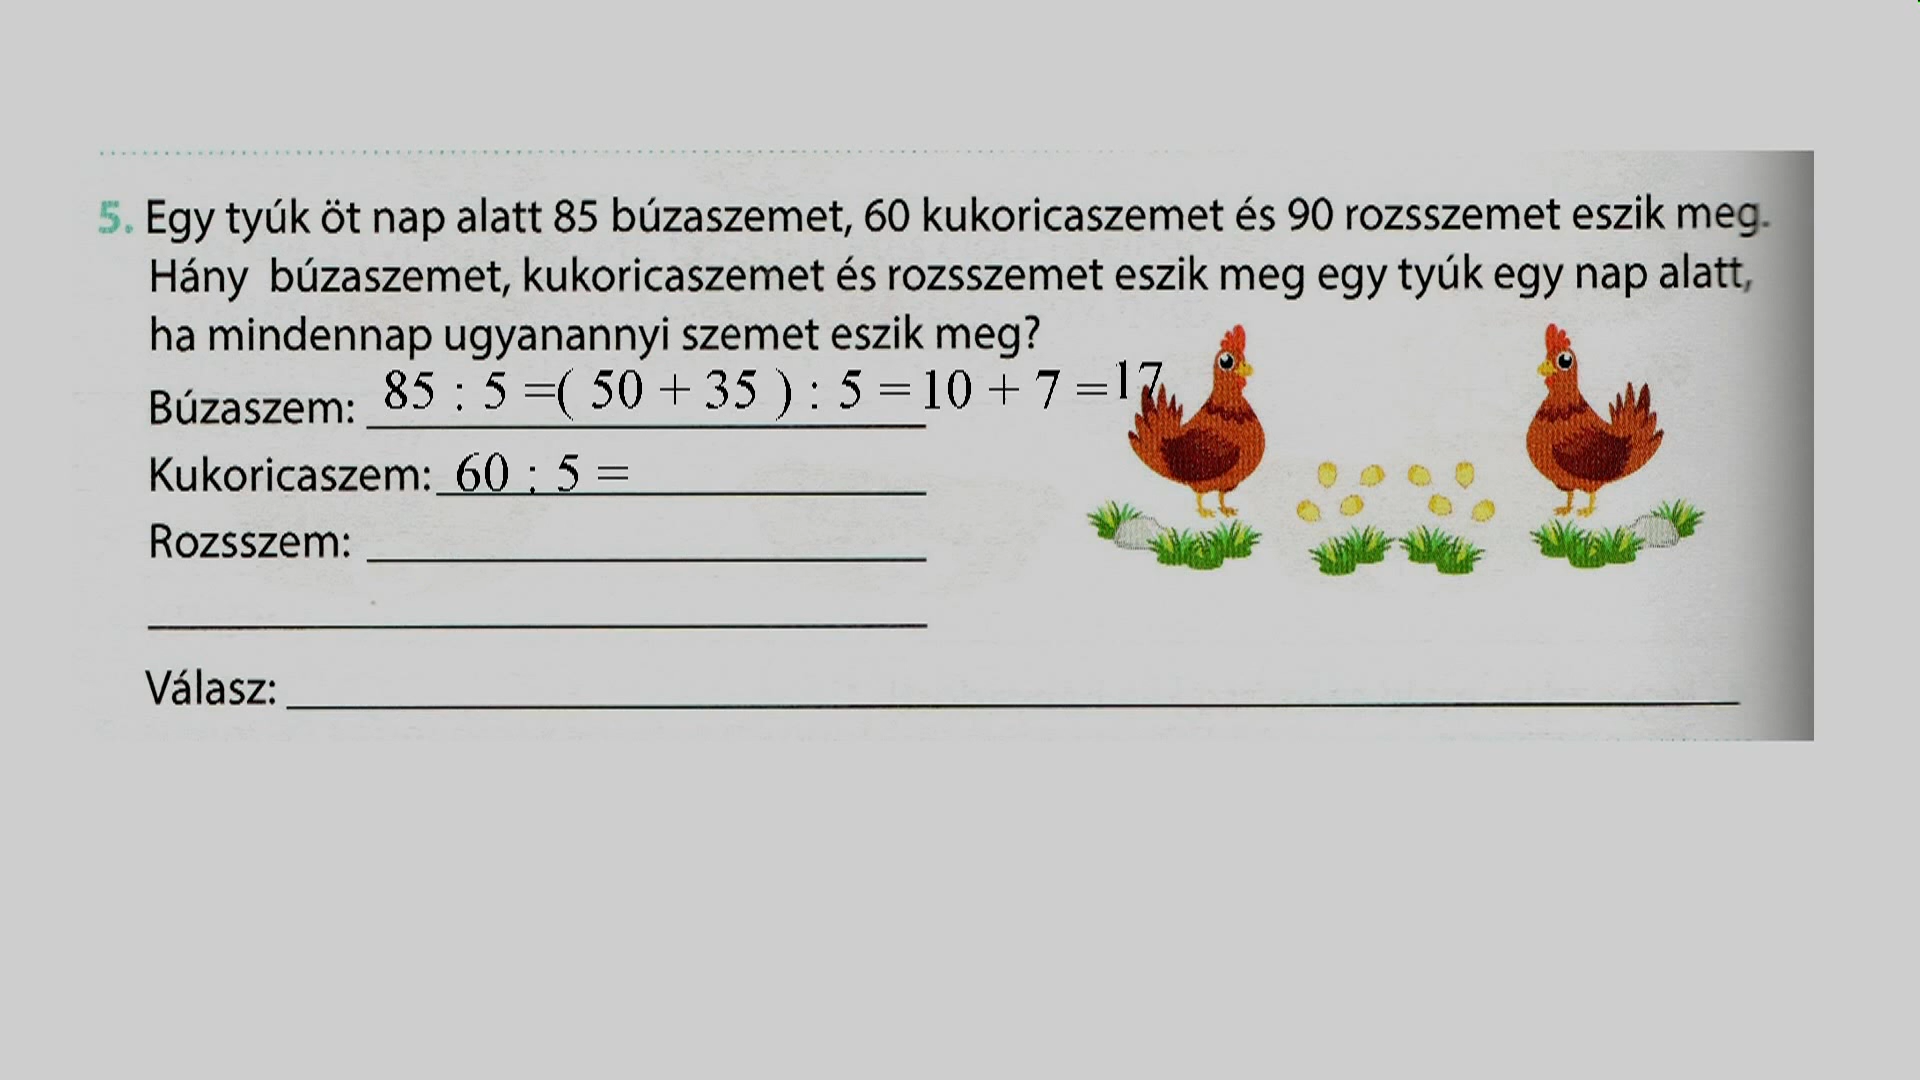 5. Egy tyúk öt nap alatt 85 búzaszemet, 60 kukoricaszemet és 90 rozsszemet eszik meg.
Hány búzaszemet, kukoricaszemet és rozsszemet eszik meg egy tyúk egy nap alatt,
ha mindennap ugyanannyi szemet eszik meg?
Búzaszem: 85 : 5 =( 50 + 35 ) : 5 = 10 + 7 = 17
Kukoricaszem: 60 : 5 =
Rozsszem:
Válasz: